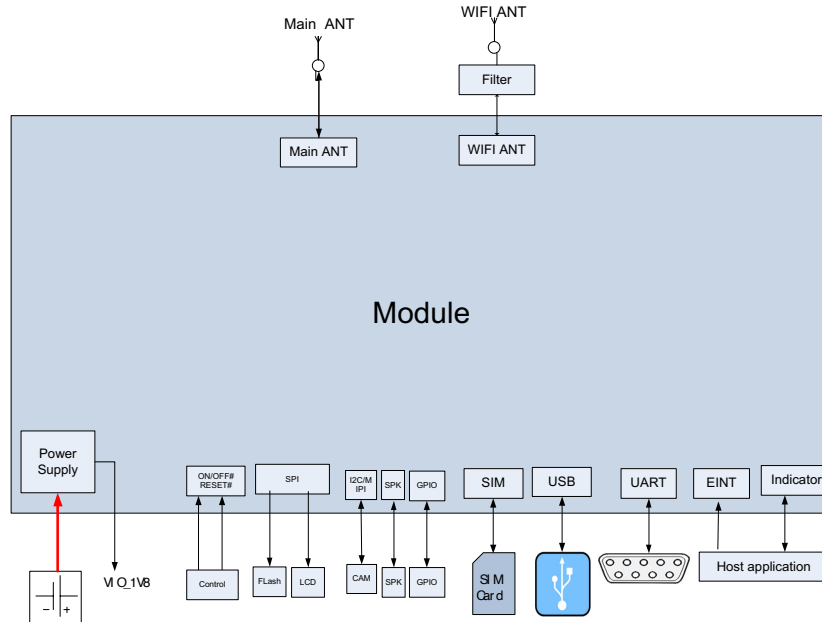 Main ANT
WIFI ANT
Filter
Main ANT
WIFI ANT
Module
Power
Supply
ON/OFF#
RESET#
SPI
I2C/M
IPI
SPK
GPIO
SIM
USB
UART
EINT
Indicator
VIO_1V8
Control
FLash
LCD
CAM
SPK
GPIO
SIM
Card
Host application